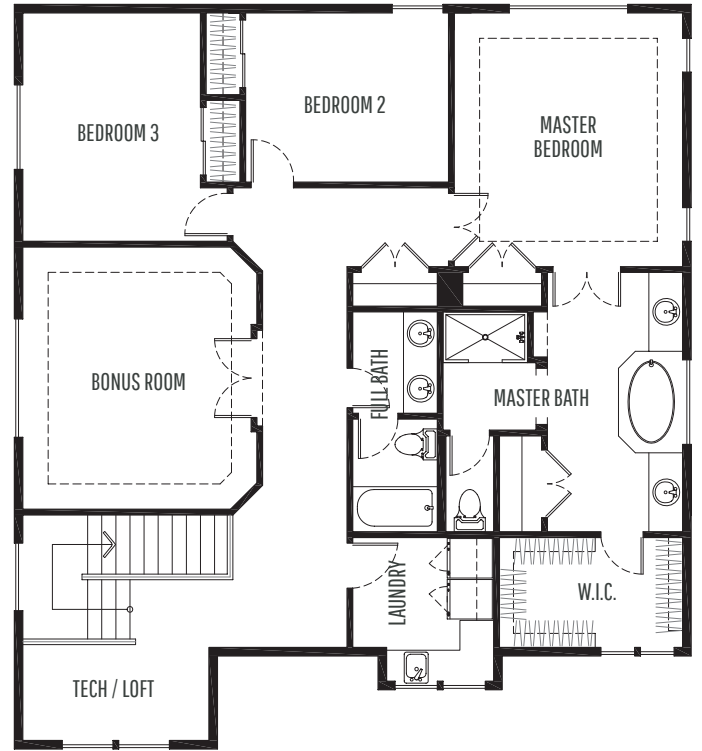 BEDROOM 3
BEDROOM 2
MASTER
BEDROOM
BONUS ROOM
FULL BATH
MASTER BATH
LAUNDRY
W.I.C.
TECH / LOFT